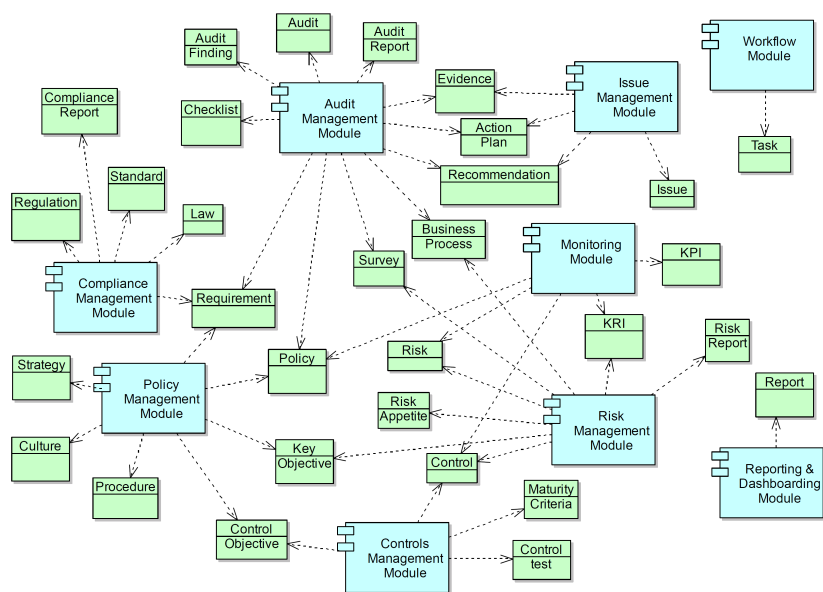 Audit
Audit
Finding
Audit
Report
Workflow
Module
Evidence
Issue
Management
Module
Compliance
Report
Checklist
Audit
Management
Module
Action
Plan
Task
Standard
Recommendation
Issue
Regulation
Law
Business
Process
Monitoring
Module
KPI
Survey
Compliance
Management
Module
Requirement
KRI
Risk
Report
Strategy
Policy
Management
Module
Policy
Risk
Report
Risk
Appetite
Risk
Management
Module
Culture
Key
Objective
Control
Reporting &
Dashboarding
Module
Procedure
Maturity
Criteria
Control
Objective
Controls
Management
Module
Control
test